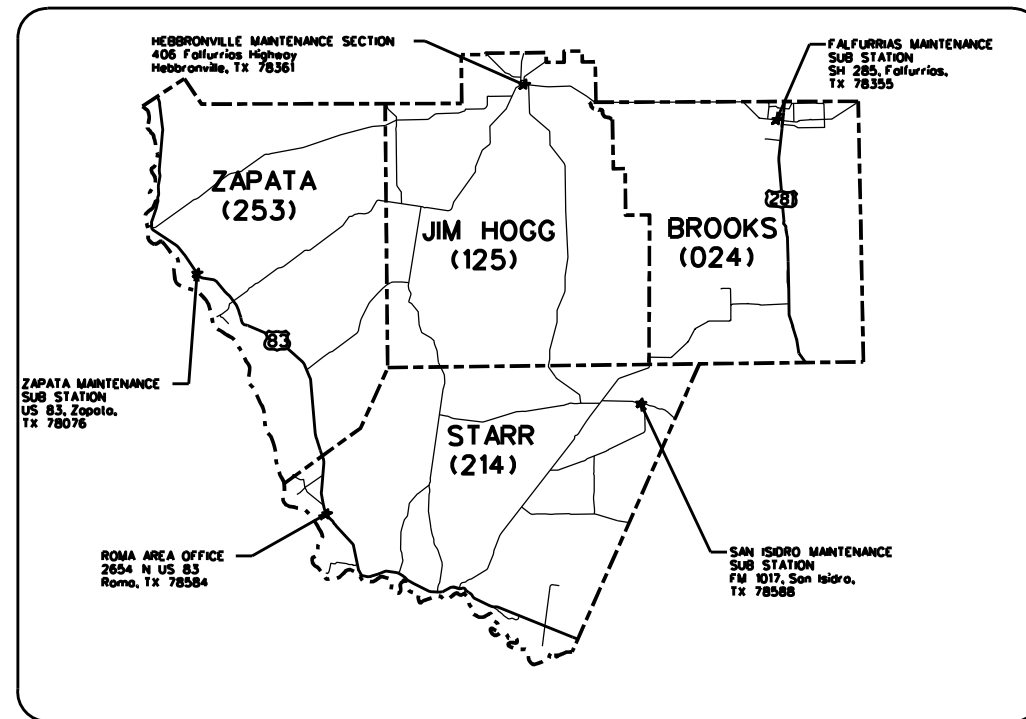 HEBBRONVILLE MAINTENANCE SECTION
406 Falfurrias Highway
Hebbronville, TX 78361
FALFURRIAS MAINTENANCE
SUB STATION
SH 285, Falfurrias,
TX 78355
ZAPATA
(253)
JIM HOGG
(125)
BROOKS
(024)
281
83
ZAPATA MAINTENANCE
SUB STATION
US 83, Zapata,
TX 78076
STARR
(214)
ROMA AREA OFFICE
2654 N US 83
Roma, TX 78584
SAN ISIDRO MAINTENANCE
SUB STATION
FM 1017, San Isidro,
TX 78588